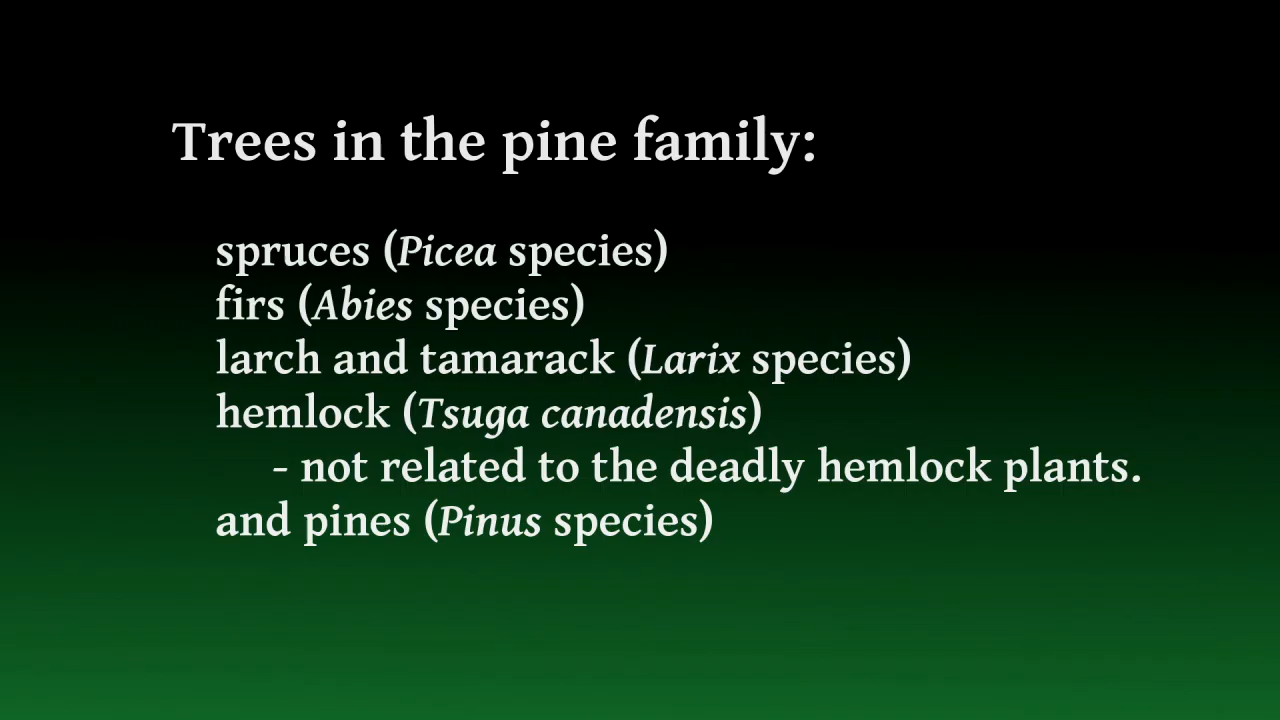 Trees in the pine family:
spruces (Picea species)
firs (Abies species)
larch and tamarack (Larix species)
hemlock (Tsuga canadensis)
- not related to the deadly hemlock plants.
and pines (Pinus species)